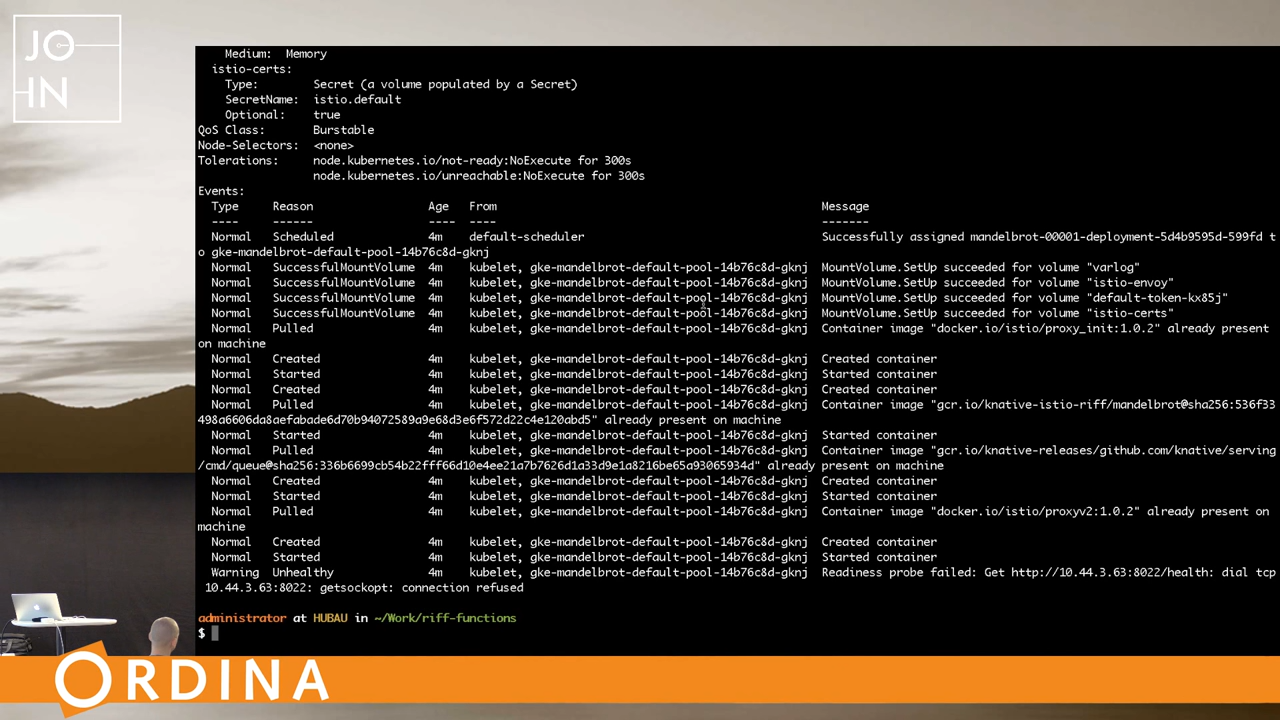 JO
HN
Medium:  Memory
istio-certs:
Type:        Secret (a volume populated by a Secret)
SecretName:  istio.default
Optional:    true
QoS Class:       Burstable
Node-Selectors:  <none>
Tolerations:     node.kubernetes.io/not-ready:NoExecute for 300s
node.kubernetes.io/unreachable:NoExecute for 300s
Events:
Type     Reason                 Age   From                                               Message
----     ------                 ----  ----                                               -------
Normal   Scheduled              4m    default-scheduler                                  Successfully assigned mandelbrot-00001-deployment-5d4b9595d-599fd t
o gke-mandelbrot-default-pool-14b76c8d-gknj
Normal   SuccessfulMountVolume  4m    kubelet, gke-mandelbrot-default-pool-14b76c8d-gknj  MountVolume.SetUp succeeded for volume "varlog"
Normal   SuccessfulMountVolume  4m    kubelet, gke-mandelbrot-default-pool-14b76c8d-gknj  MountVolume.SetUp succeeded for volume "istio-envoy"
Normal   SuccessfulMountVolume  4m    kubelet, gke-mandelbrot-default-pool-14b76c8d-gknj  MountVolume.SetUp succeeded for volume "default-token-kx85j"
Normal   SuccessfulMountVolume  4m    kubelet, gke-mandelbrot-default-pool-14b76c8d-gknj  MountVolume.SetUp succeeded for volume "istio-certs"
Normal   Pulled                 4m    kubelet, gke-mandelbrot-default-pool-14b76c8d-gknj  Container image "docker.io/istio/proxy_init:1.0.2" already present
on machine
Normal   Created                4m    kubelet, gke-mandelbrot-default-pool-14b76c8d-gknj  Created container
Normal   Started                4m    kubelet, gke-mandelbrot-default-pool-14b76c8d-gknj  Started container
Normal   Created                4m    kubelet, gke-mandelbrot-default-pool-14b76c8d-gknj  Created container
Normal   Pulled                 4m    kubelet, gke-mandelbrot-default-pool-14b76c8d-gknj  Container image "gcr.io/knative-istio-riff/mandelbrot@sha256:536f33
498a6606da8aefabade6d70b94072589a9e68d3e6f572d22c4e120abd5" already present on machine
Normal   Started                4m    kubelet, gke-mandelbrot-default-pool-14b76c8d-gknj  Started container
Normal   Pulled                 4m    kubelet, gke-mandelbrot-default-pool-14b76c8d-gknj  Container image "gcr.io/knative-releases/github.com/knative/serving
/cmd/queue@sha256:336b6699cb54b22fff66d10e4ee21a7b7626d1a33d9e1a8216be65a93065934d" already present on machine
Normal   Created                4m    kubelet, gke-mandelbrot-default-pool-14b76c8d-gknj  Created container
Normal   Started                4m    kubelet, gke-mandelbrot-default-pool-14b76c8d-gknj  Started container
Normal   Pulled                 4m    kubelet, gke-mandelbrot-default-pool-14b76c8d-gknj  Container image "docker.io/istio/proxyv2:1.0.2" already present on
machine
Normal   Created                4m    kubelet, gke-mandelbrot-default-pool-14b76c8d-gknj  Created container
Normal   Started                4m    kubelet, gke-mandelbrot-default-pool-14b76c8d-gknj  Started container
Warning  Unhealthy              4m    kubelet, gke-mandelbrot-default-pool-14b76c8d-gknj  Readiness probe failed: Get http://10.44.3.63:8022/health: dial tcp
10.44.3.63:8022: getsockopt: connection refused
administrator at HUBAU in ~/Work/riff-functions
$
ORDINA